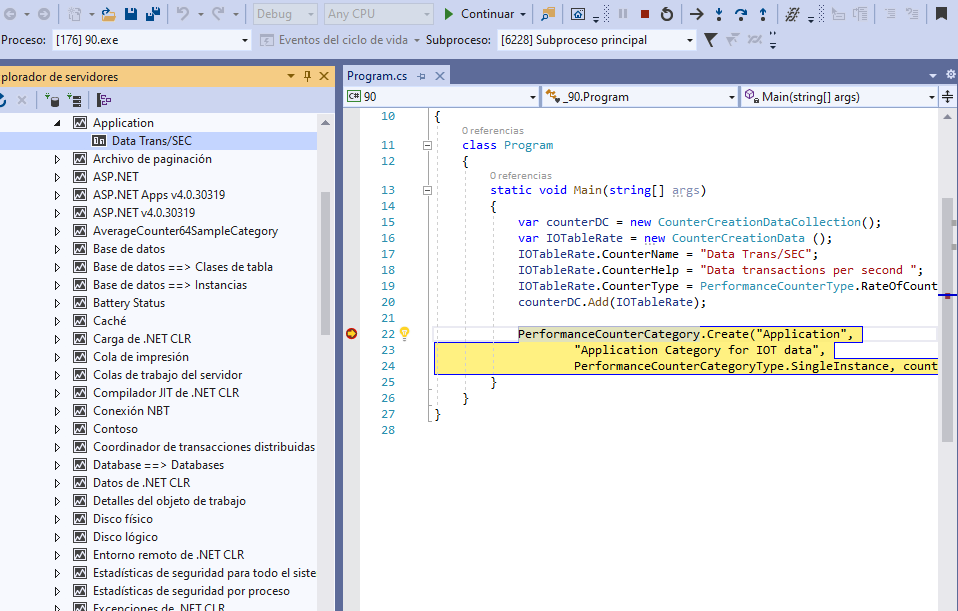 Debug
Any CPU
Continuar
Proceso:
[176] 90.exe
Eventos del ciclo de vida
Subproceso:
[6228] Subproceso principal
plorador de servidores
Application
Data Trans/SEC
Archivo de paginación
ASP.NET
ASP.NET Apps v4.0.30319
ASP.NET v4.0.30319
AverageCounter64SampleCategory
Base de datos
Base de datos ==> Clases de tabla
Base de datos ==> Instancias
Battery Status
Caché
Carga de .NET CLR
Cola de impresión
Colas de trabajo del servidor
Compilador JIT de .NET CLR
Conexión NBT
Contoso
Coordinador de transacciones distribuidas
Database ==> Databases
Datos de .NET CLR
Detalles del objeto de trabajo
Disco físico
Disco lógico
Entorno remoto de .NET CLR
Estadísticas de seguridad para todo el siste
Estadísticas de seguridad por proceso
Excepciones de .NET CLR
Program.cs
C# 90
_90.Program
Main(string[] args)
10 {
0 referencias
11 class Program
12 {
0 referencias
13 static void Main(string[] args)
14 {
15 var counterDC = new CounterCreationDataCollection();
16 var IOTableRate = new CounterCreationData ();
17 IOTableRate.CounterName = "Data Trans/SEC";
18 IOTableRate.CounterHelp = "Data transactions per second ";
19 IOTableRate.CounterType = PerformanceCounterType.RateOfCount
20 counterDC.Add(IOTableRate);
21
22 PerformanceCounterCategory.Create("Application",
23 "Application Category for IOT data",
24 PerformanceCounterCategoryType.SingleInstance, count
25 }
26 }
27 }
28